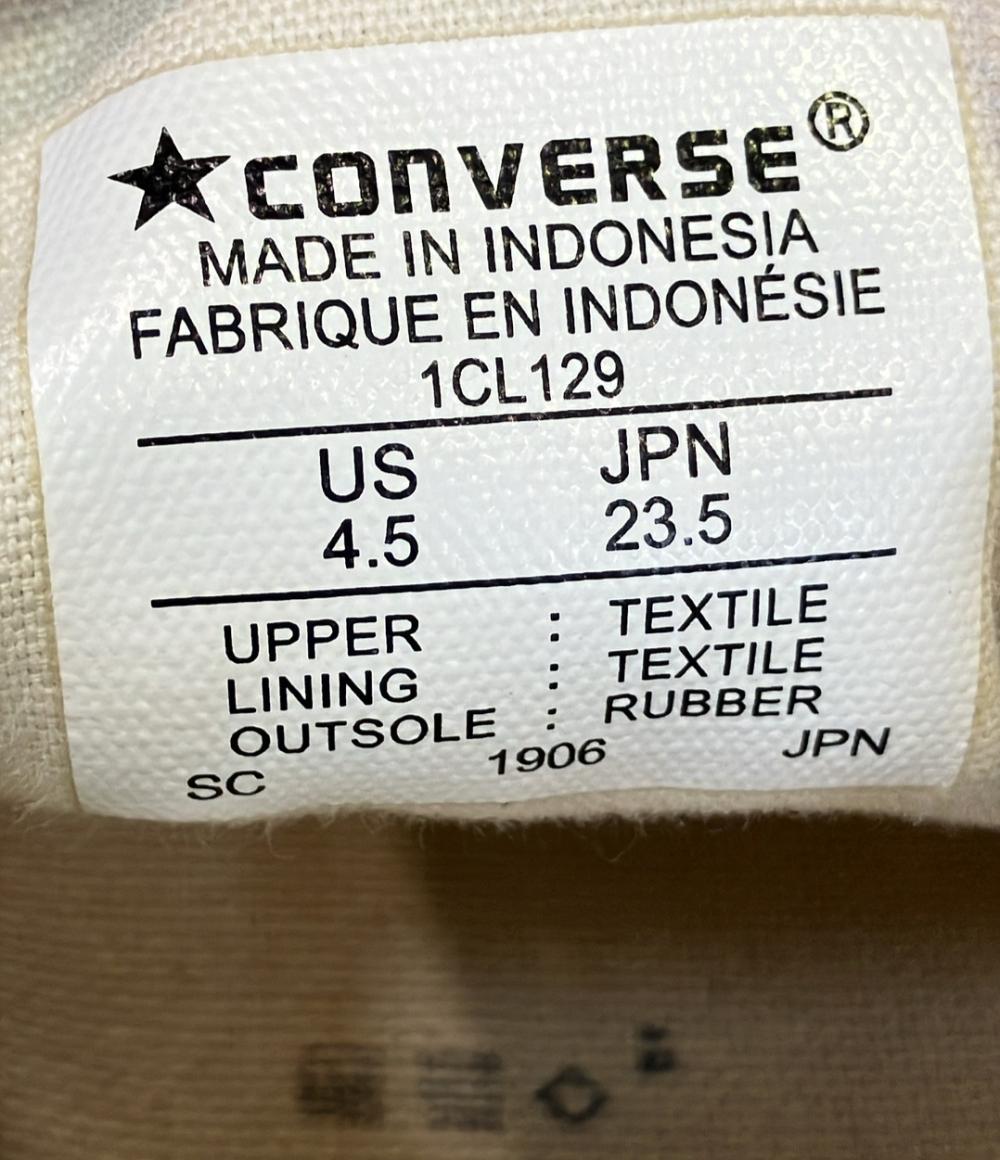 ★CONVERSE®
MADE IN INDONESIA
FABRIQUE EN INDONÉSIE
1CL129
US JPN
4.5 23.5
UPPER : TEXTILE
LINING : TEXTILE
OUTSOLE : RUBBER
SC 1906 JPN